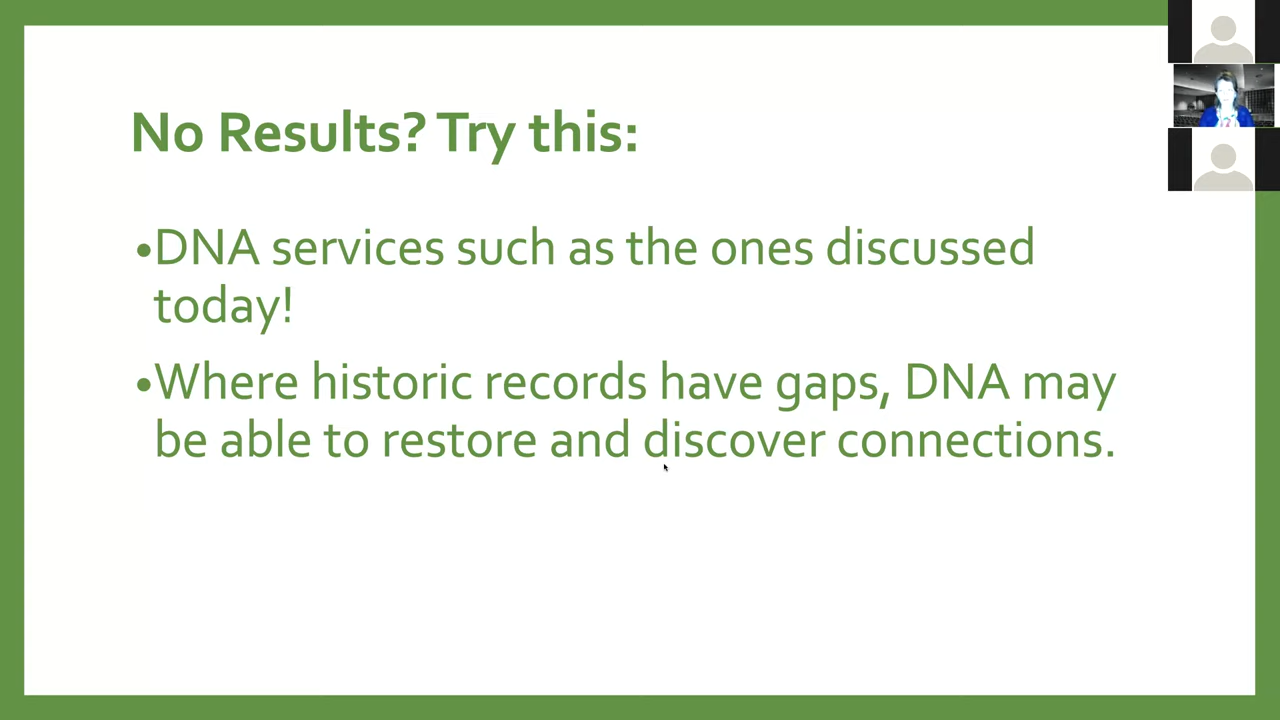 No Results? Try this:
•DNA services such as the ones discussed
today!
•Where historic records have gaps, DNA may
be able to restore and discover connections.